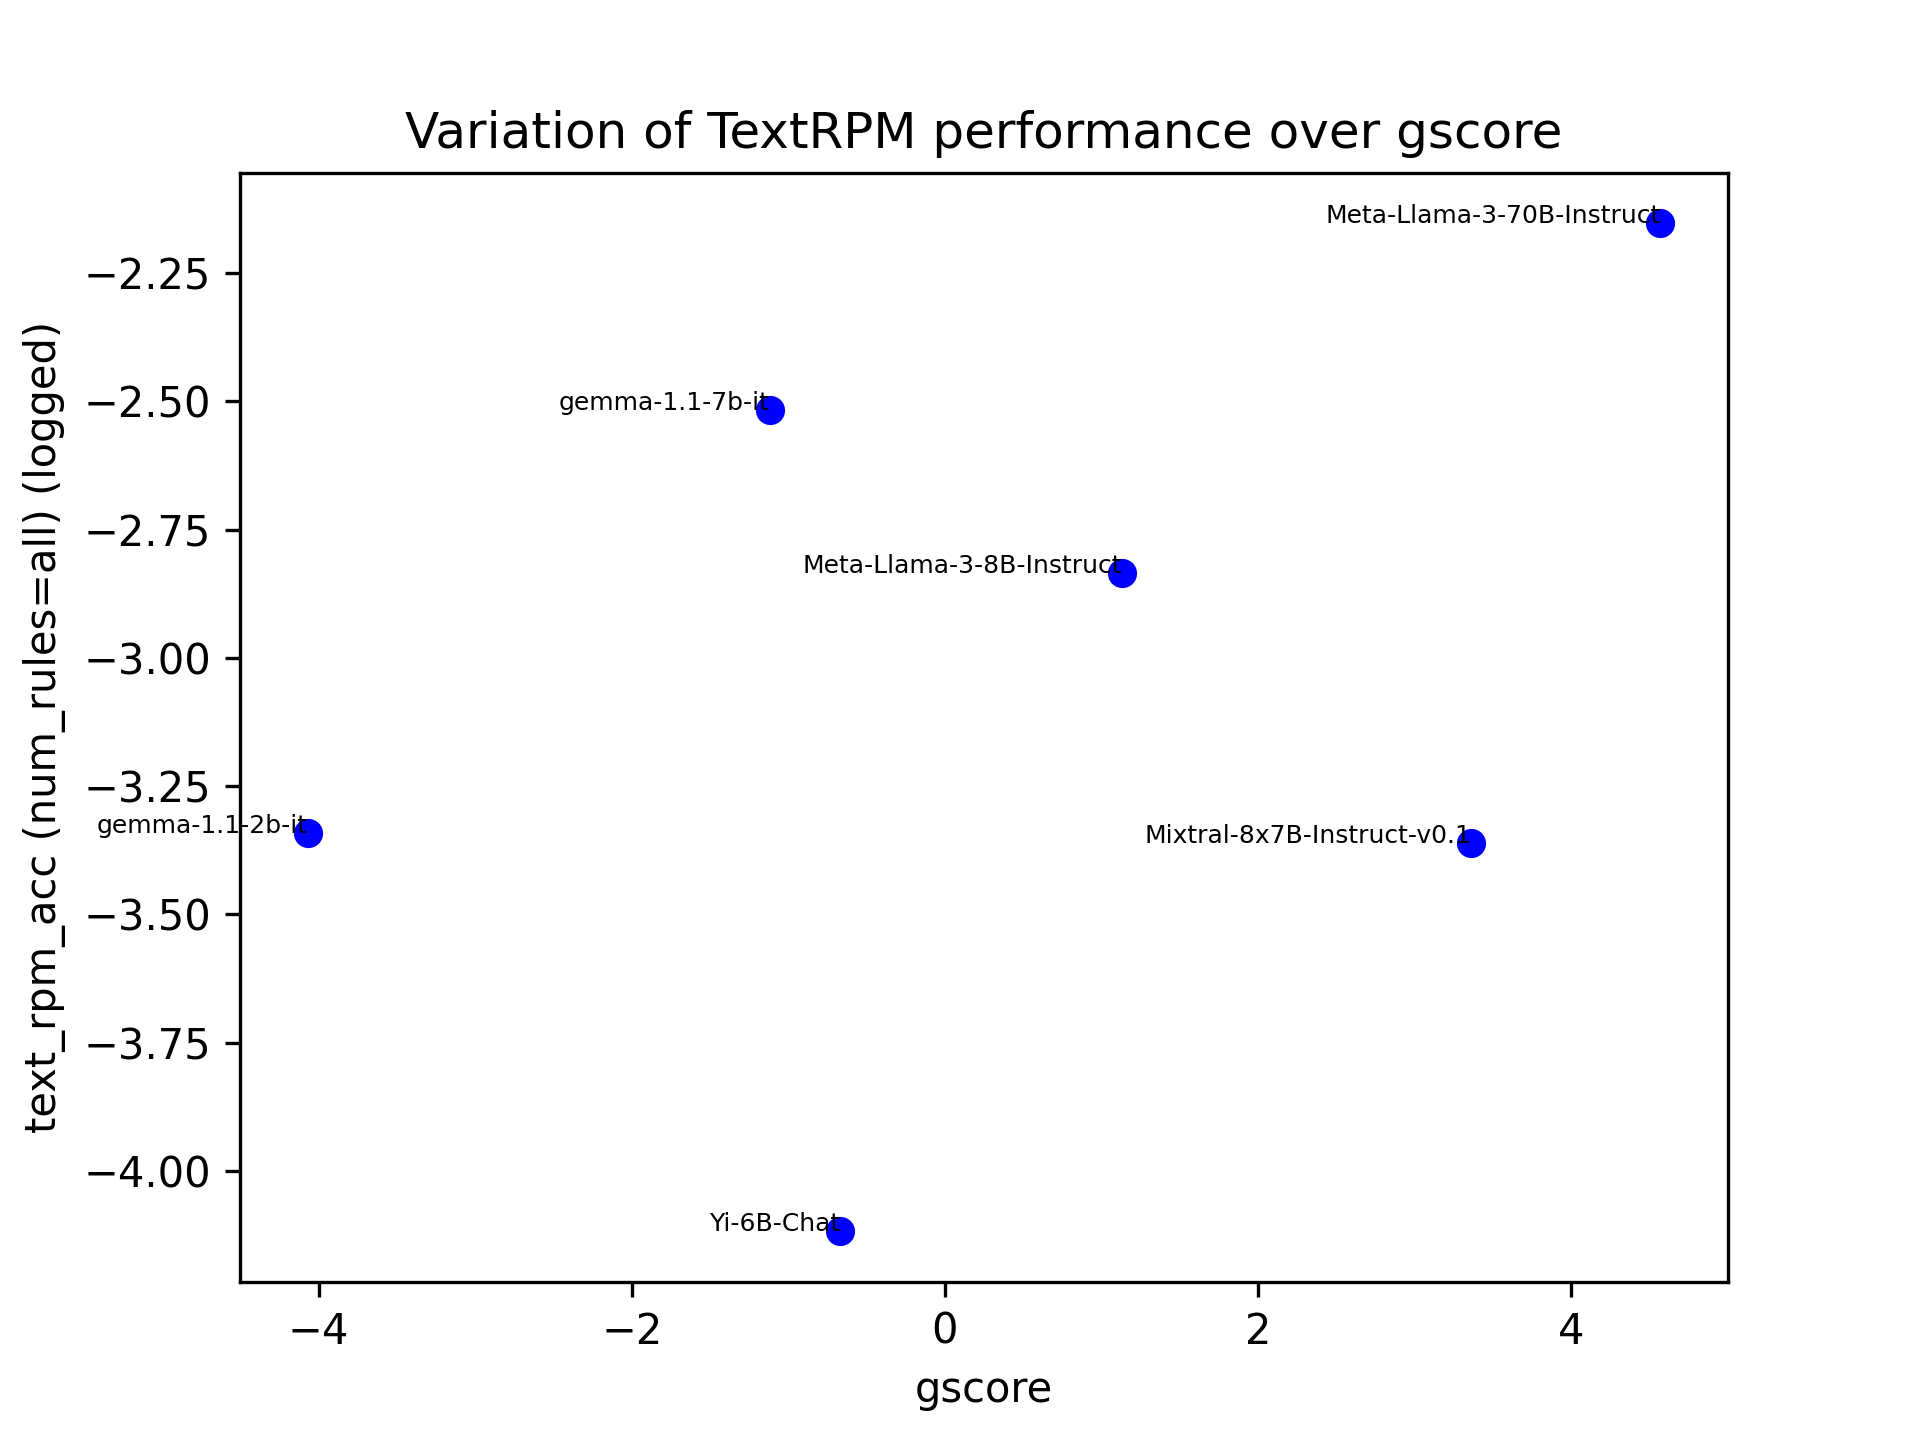 Variation of TextRPM performance over gscore
Meta-Llama-3-70B-Instruct
gemma-1.1-7b-it
Meta-Llama-3-8B-Instruct
gemma-1.1-2b-it
Mixtral-8x7B-Instruct-v0.1
Yi-6B-Chat
text_rpm_acc (num_rules=all) (logged)
−2.25
−2.50
−2.75
−3.00
−3.25
−3.50
−3.75
−4.00
−4
−2
0
2
4
gscore